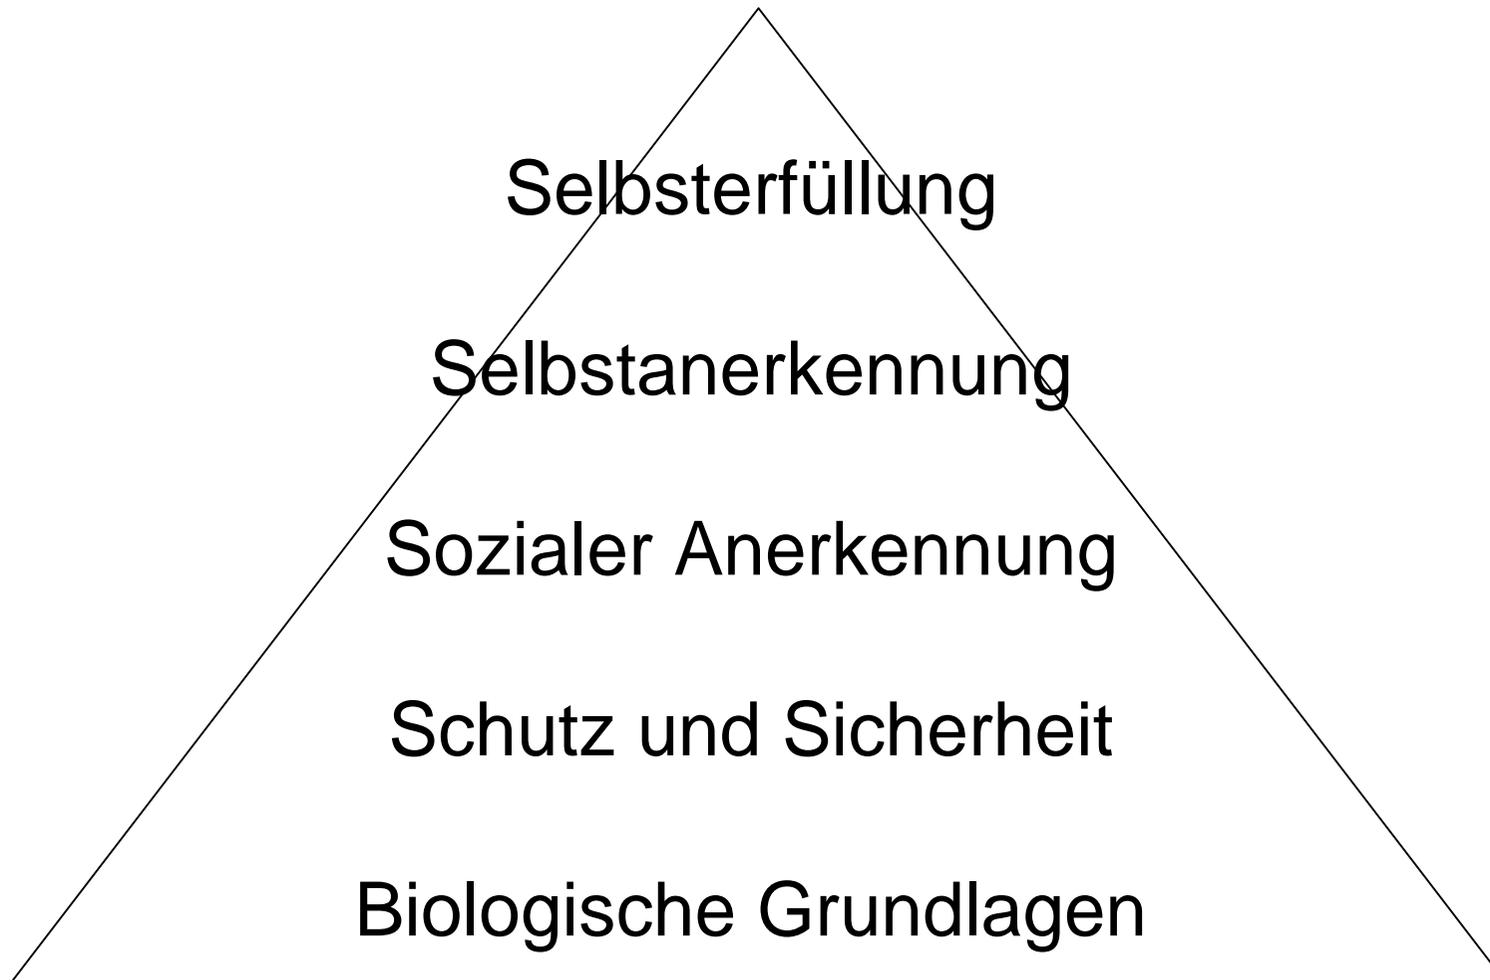 Selbsterfüllung
Selbstanerkennung
Sozialer Anerkennung
Schutz und Sicherheit
Biologische Grundlagen